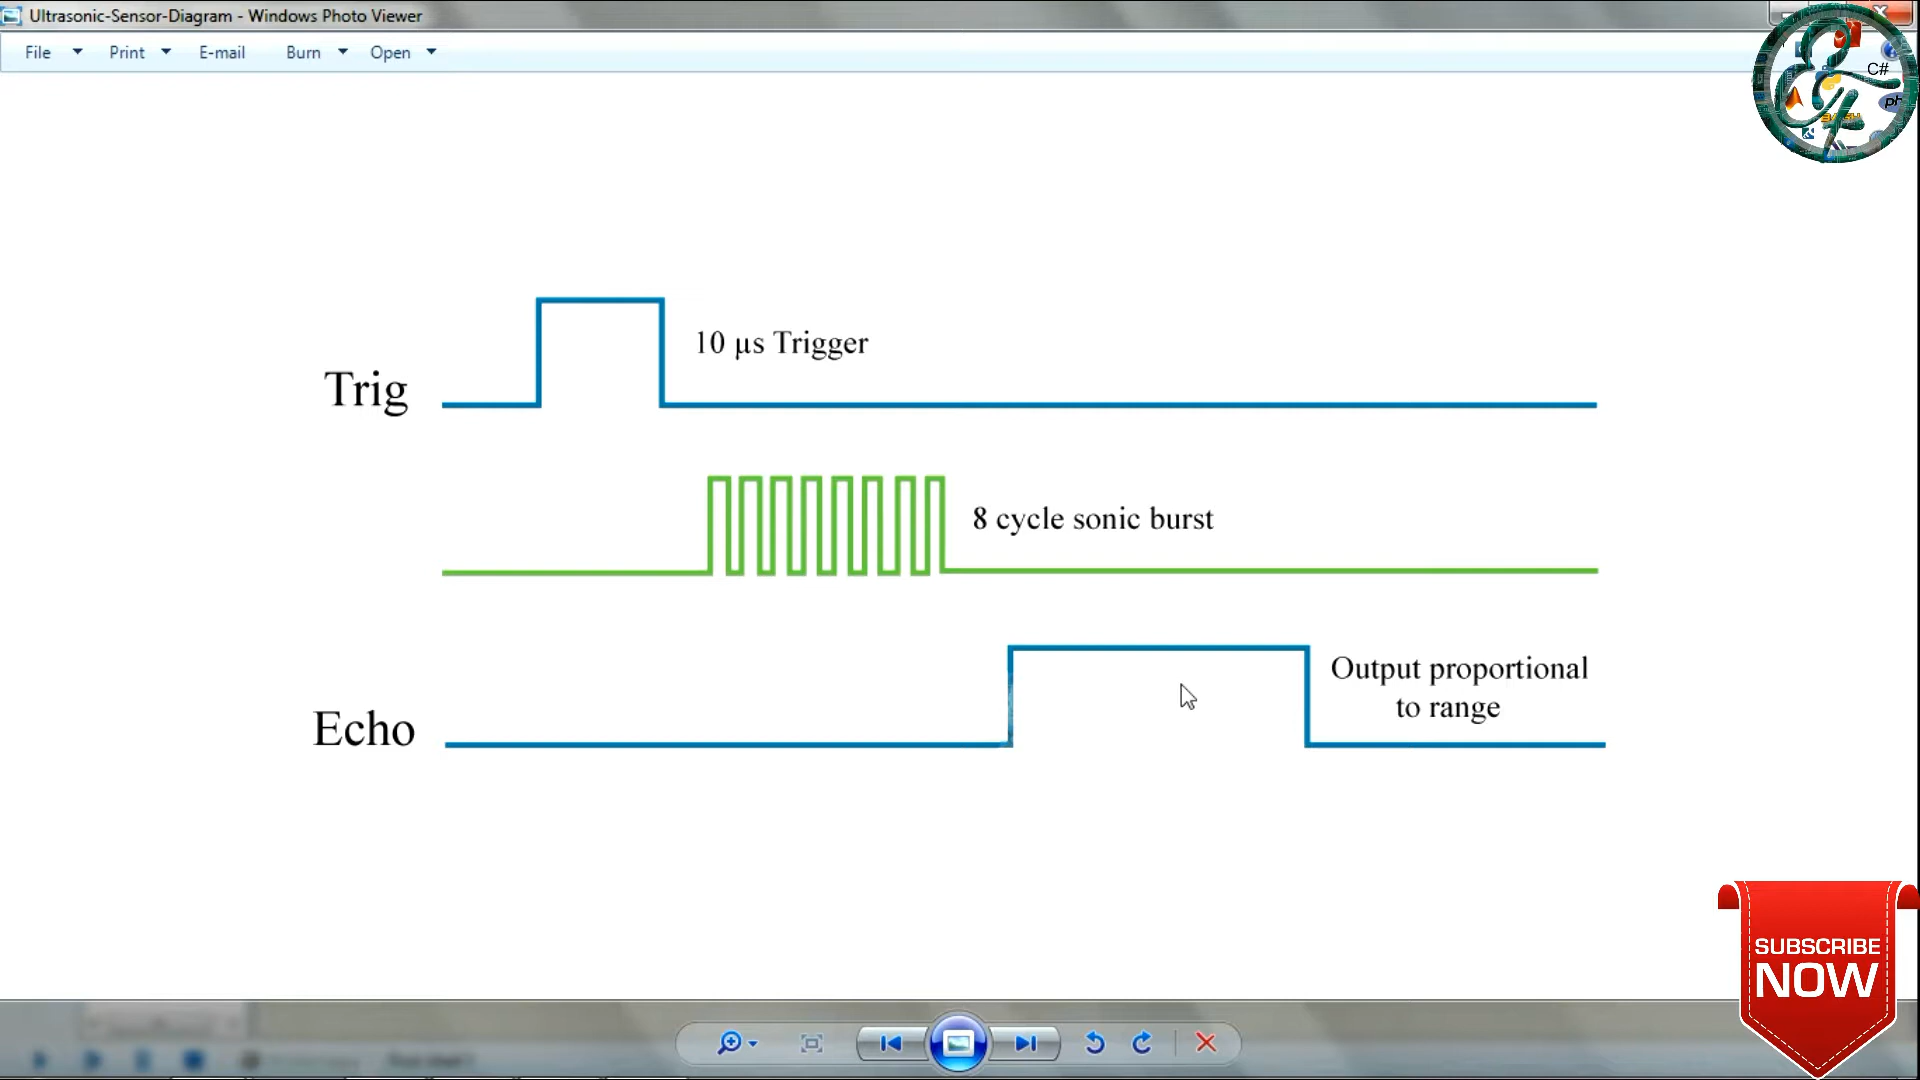 Ultrasonic-Sensor-Diagram - Windows Photo Viewer
File Print E-mail Burn Open
C#
10 µs Trigger
Trig
8 cycle sonic burst
Output proportional
to range
Echo
SUBSCRIBE
NOW